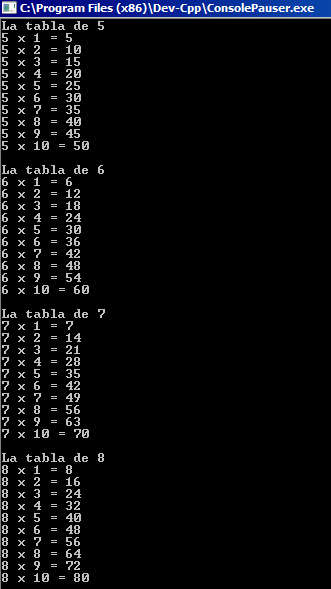 C:\Program Files (x86)\Dev-Cpp\ConsolePauser.exe
La tabla de 5
5 x 1 = 5
5 x 2 = 10
5 x 3 = 15
5 x 4 = 20
5 x 5 = 25
5 x 6 = 30
5 x 7 = 35
5 x 8 = 40
5 x 9 = 45
5 x 10 = 50
La tabla de 6
6 x 1 = 6
6 x 2 = 12
6 x 3 = 18
6 x 4 = 24
6 x 5 = 30
6 x 6 = 36
6 x 7 = 42
6 x 8 = 48
6 x 9 = 54
6 x 10 = 60
La tabla de 7
7 x 1 = 7
7 x 2 = 14
7 x 3 = 21
7 x 4 = 28
7 x 5 = 35
7 x 6 = 42
7 x 7 = 49
7 x 8 = 56
7 x 9 = 63
7 x 10 = 70
La tabla de 8
8 x 1 = 8
8 x 2 = 16
8 x 3 = 24
8 x 4 = 32
8 x 5 = 40
8 x 6 = 48
8 x 7 = 56
8 x 8 = 64
8 x 9 = 72
8 x 10 = 80